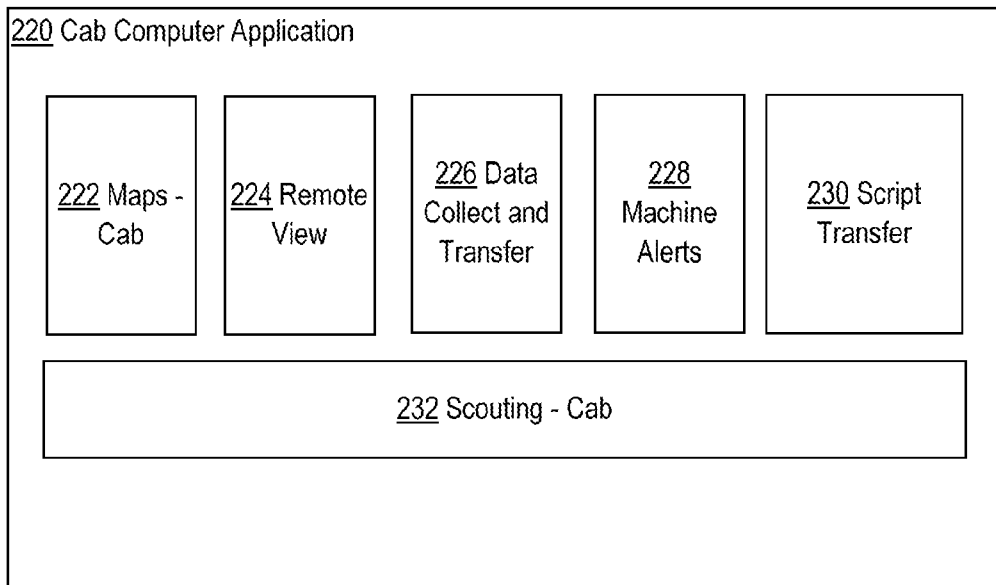 220 Cab Computer Application
222 Maps -
Cab
224 Remote
View
226 Data
Collect and
Transfer
228
Machine
Alerts
230 Script
Transfer
232 Scouting - Cab